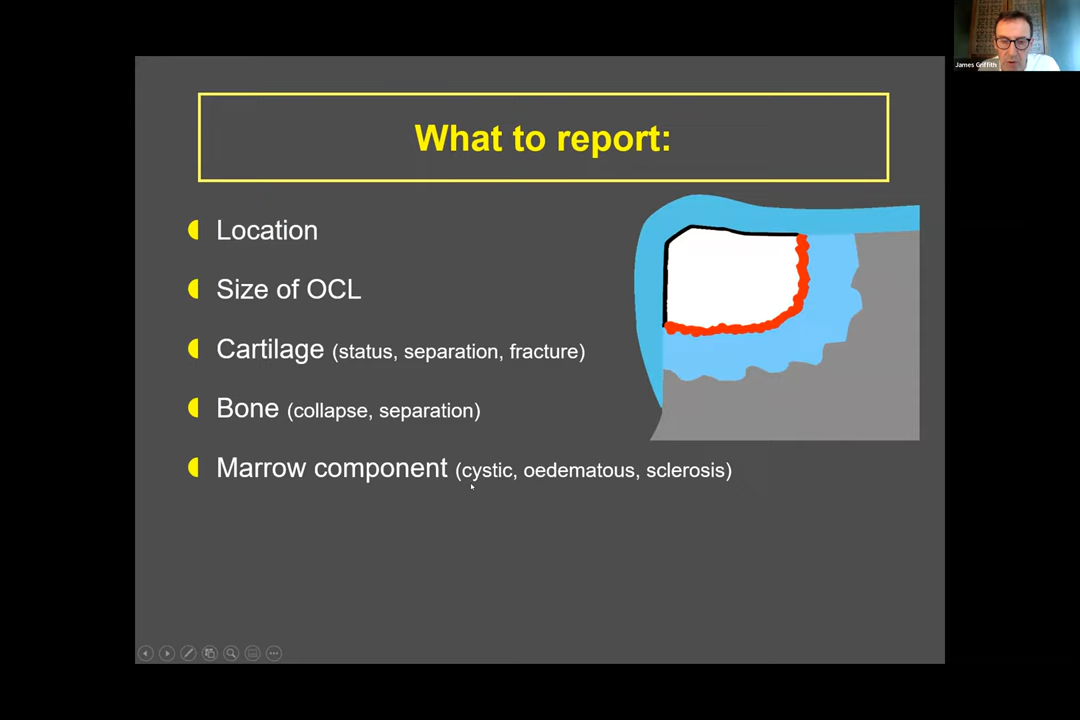 James Griffith
What to report:
Location
Size of OCL
Cartilage (status, separation, fracture)
Bone (collapse, separation)
Marrow component (cystic, oedematous, sclerosis)